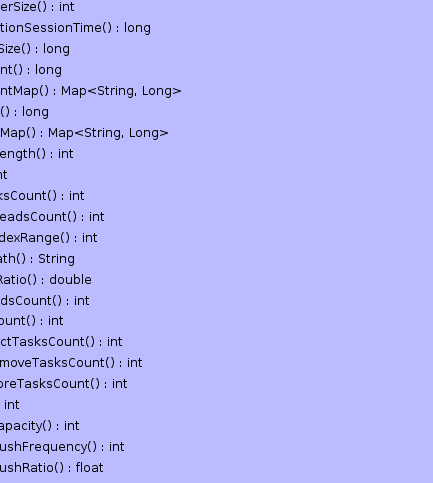 erSize() : int
tionSessionTime() : long
Size() : long
nt() : long
ntMap() : Map<String, Long>
() : long
Map() : Map<String, Long>
ength() : int
nt
ksCount() : int
eadsCount() : int
dexRange() : int
ath() : String
Ratio() : double
dsCount() : int
ount() : int
ctTasksCount() : int
moveTasksCount() : int
oreTasksCount() : int
int
apacity() : int
ushFrequency() : int
ushRatio() : float